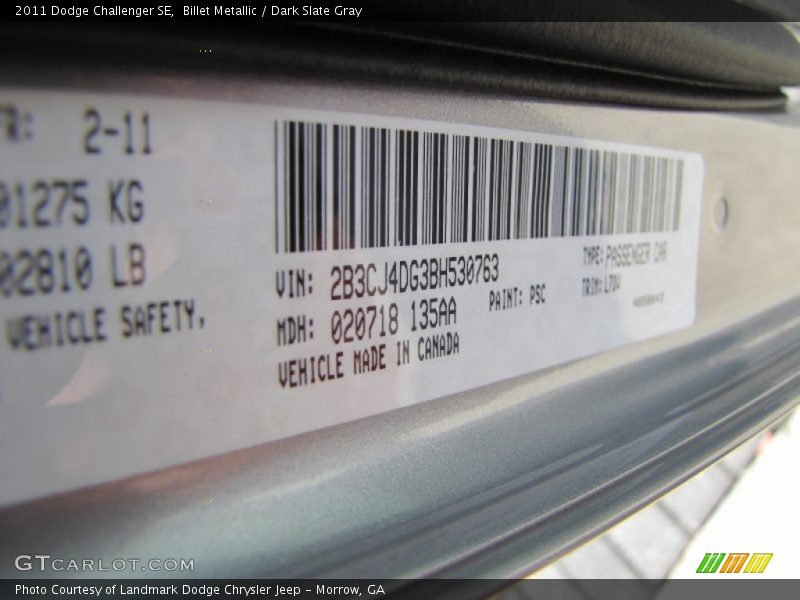 2011 Dodge Challenger SE, Billet Metallic / Dark Slate Gray
TR: 2-11
01275 KG
02810 LB
VEHICLE SAFETY,
VIN: 2B3CJ4DG3BH530763
TYPE: PASSENGER CAR
MDH: 020718 135AA
PAINT: PSC
TRIM:
VEHICLE MADE IN CANADA
GTCARLOT.COM
Photo Courtesy of Landmark Dodge Chrysler Jeep - Morrow, GA